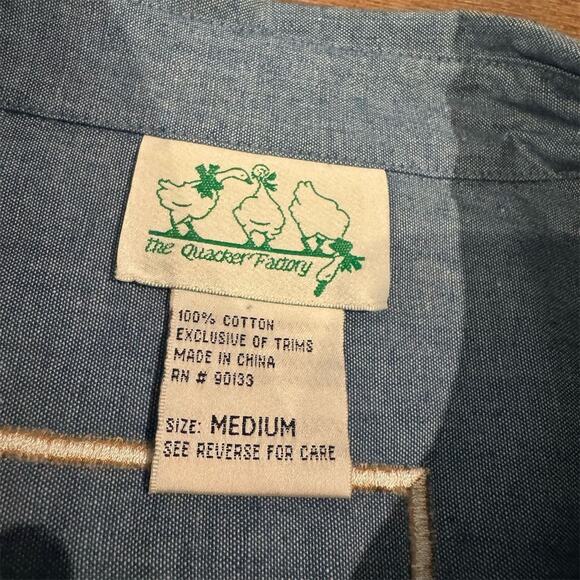 the Quacker Factory
100% COTTON
EXCLUSIVE OF TRIMS
MADE IN CHINA
RN # 90133
SIZE: MEDIUM
SEE REVERSE FOR CARE